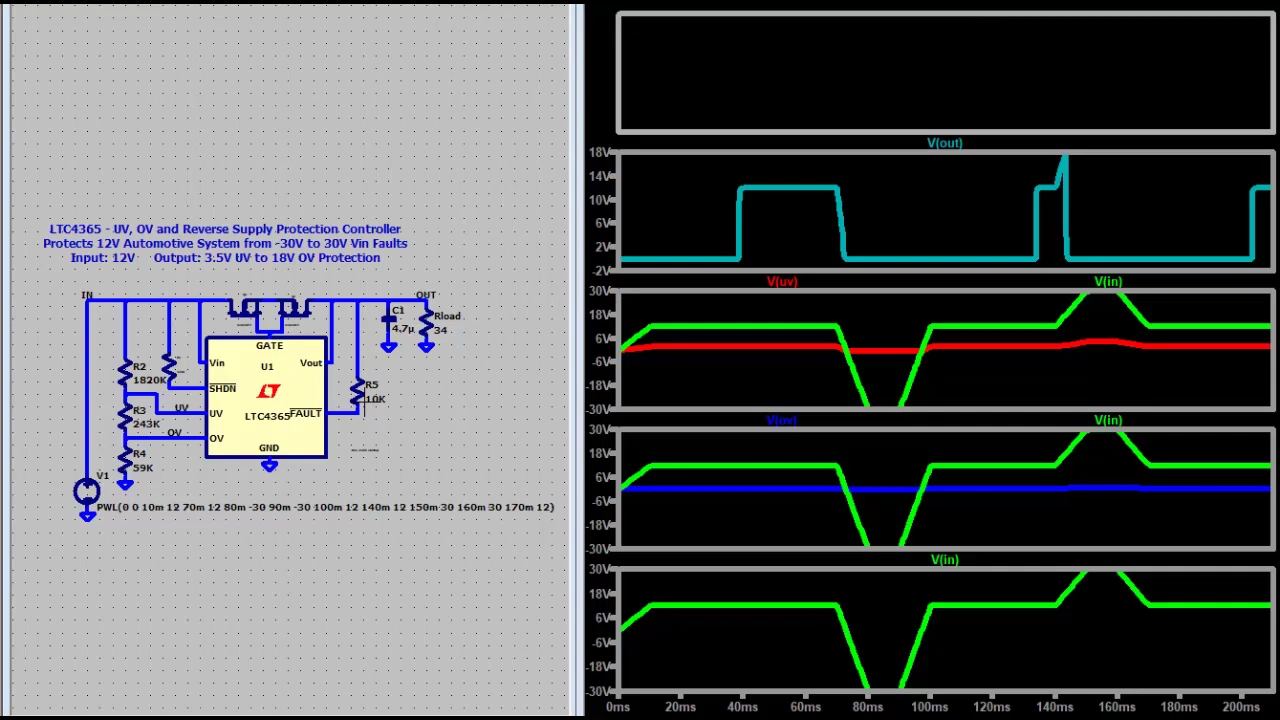 LTC4365 - UV, OV and Reverse Supply Protection Controller
Protects 12V Automotive System from -30V to 30V Vin Faults
Input: 12V Output: 3.5V UV to 18V OV Protection
IN
OUT
C1
4.7µ
Rload
34
GATE
Vin
U1
Vout
R2
1820K
SHDN
R5
10K
UV
UV
LTC4365
FAULT
R3
243K
OV
OV
GND
R4
59K
V1
PWL(0 0 10m 12 70m 12 80m -30 90m -30 100m 12 140m 12 150m 30 160m 30 170m 12)
V(out)
18V
14V
10V
6V
2V
-2V
V(uv) V(in)
30V
18V
6V
-6V
-18V
-30V
V(ov) V(in)
30V
18V
6V
-6V
-18V
-30V
V(in)
30V
18V
6V
-6V
-18V
-30V
0ms 20ms 40ms 60ms 80ms 100ms 120ms 140ms 160ms 180ms 200ms